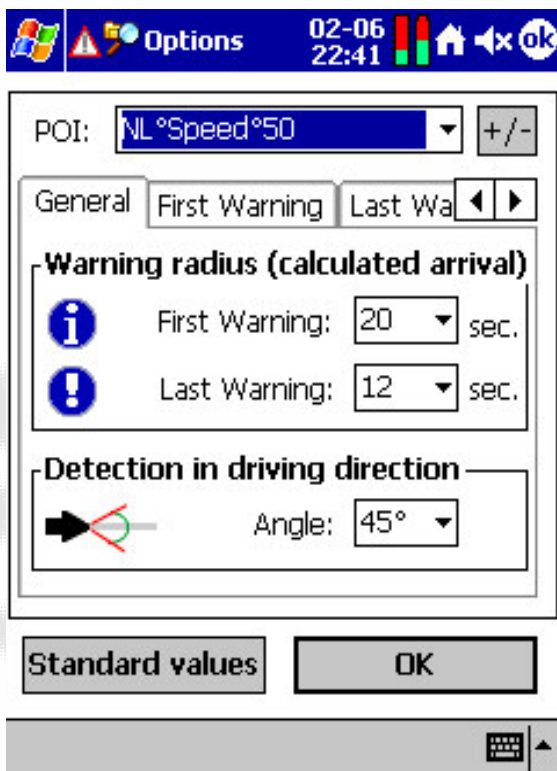 Options 02-06 22:41 ok
POI: NL°Speed°50 +/-
General First Warning Last Wa
Warning radius (calculated arrival)
First Warning: 20 sec.
Last Warning: 12 sec.
Detection in driving direction
Angle: 45°
Standard values OK